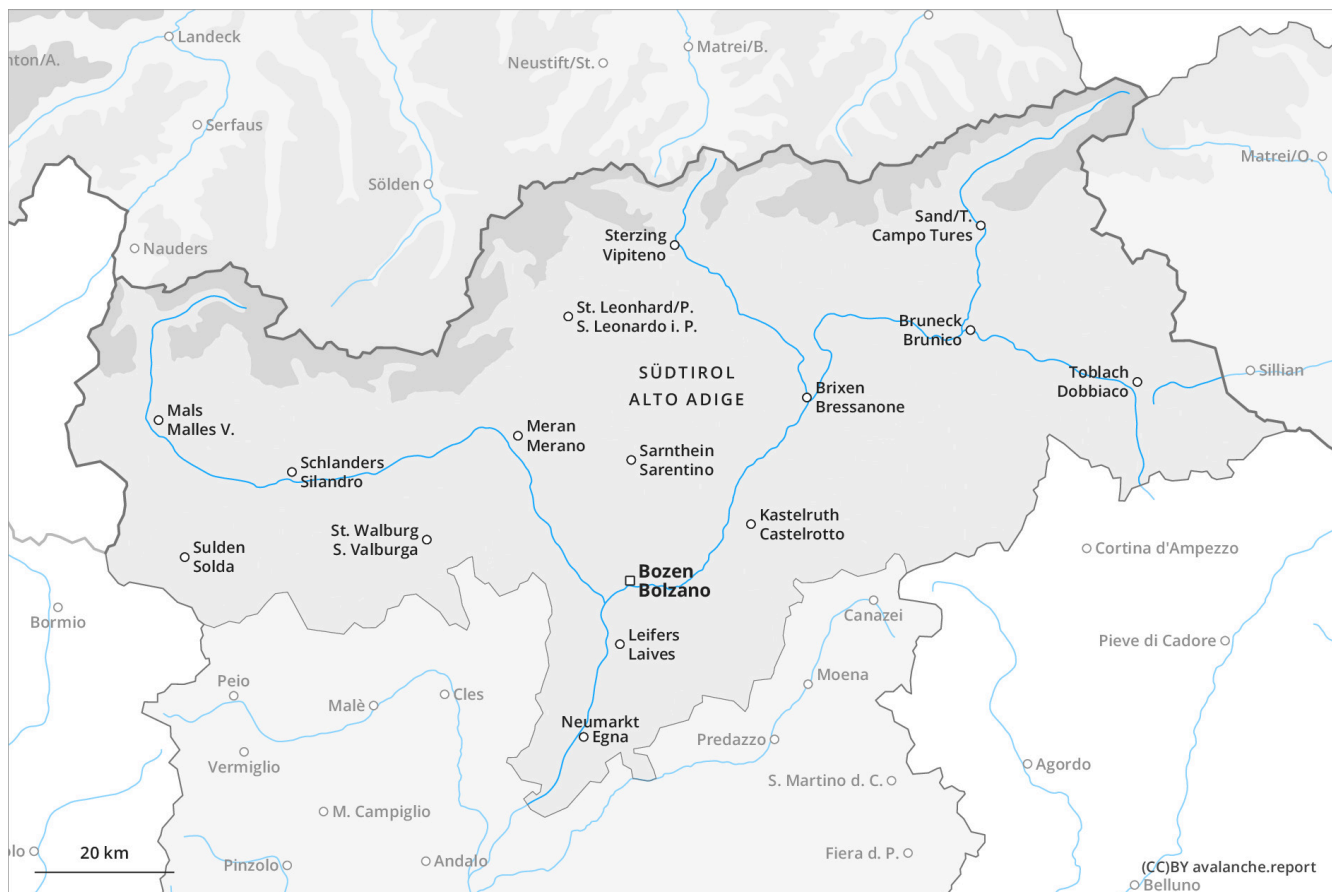 Landeck
nton/A.
Matrei/B.
Neustift/St.
Serfaus
Matrei/O.
Sölden
Sand/T.
Campo Tures
Sterzing
Vipiteno
Nauders
St. Leonhard/P.
S. Leonardo i. P.
Bruneck
Brunico
SÜDTIROL
ALTO ADIGE
Toblach
Dobbiaco
Sillian
Brixen
Bressanone
Mals
Malles V.
Meran
Merano
Sarnthein
Sarentino
Schlanders
Silandro
Kastelruth
Castelrotto
St. Walburg
S. Valburga
Sulden
Solda
Cortina d'Ampezzo
Bozen
Bolzano
Bormio
Canazei
Leifers
Laives
Pieve di Cadore
Moena
Peio
Cles
Malè
Neumarkt
Egna
Predazzo
Vermiglio
Agordo
S. Martino d. C.
M. Campiglio
20 km
olo
Pinzolo
Andalo
Fiera d. P.
(CC)BY avalanche.report
Belluno